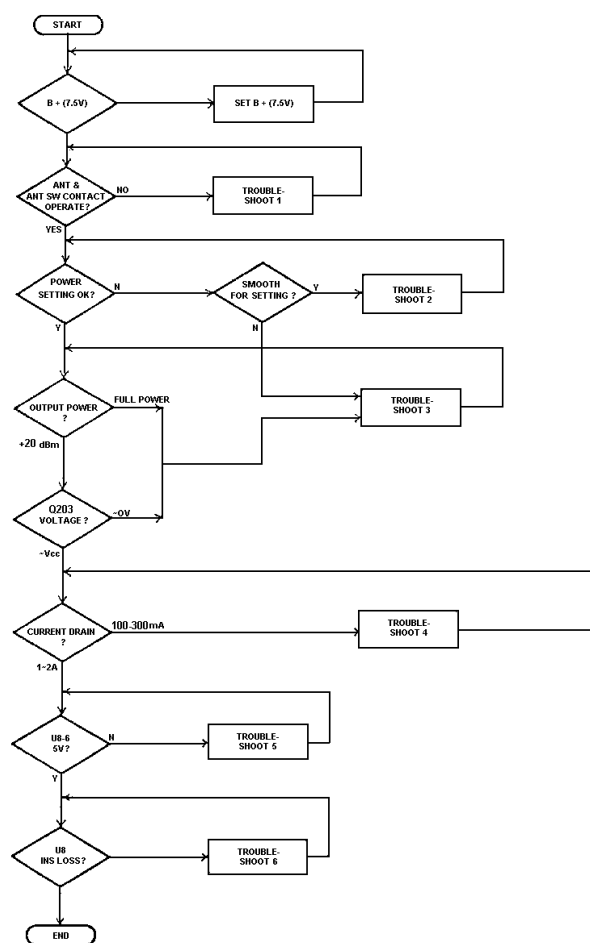 START
B + (7.5V)
SET B + (7.5V)
ANT &
ANT SW CONTACT
OPERATE?
NO
TROUBLE-
SHOOT 1
YES
POWER
SETTING OK?
N
SMOOTH
FOR SETTING ?
Y
TROUBLE-
SHOOT 2
Y
N
OUTPUT POWER
?
FULL POWER
TROUBLE-
SHOOT 3
+20 dBm
Q203
VOLTAGE ?
~0V
~Vcc
CURRENT DRAIN
?
100-300mA
TROUBLE-
SHOOT 4
1~2A
U8-6
5V?
N
TROUBLE-
SHOOT 5
Y
U8
INS LOSS?
TROUBLE-
SHOOT 6
END